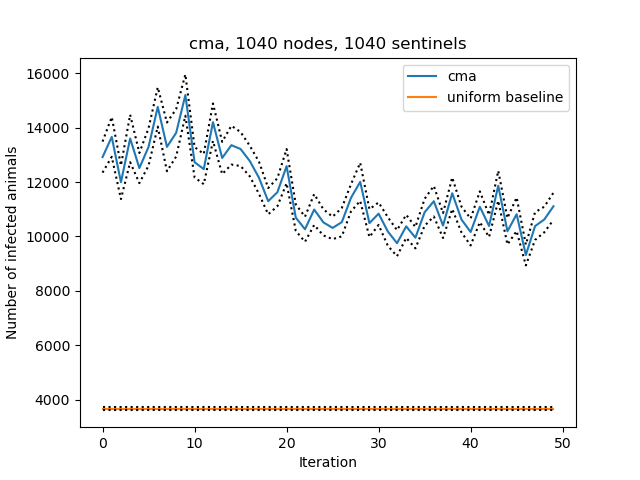 cma, 1040 nodes, 1040 sentinels
cma
uniform baseline
Number of infected animals
16000
14000
12000
10000
8000
6000
4000
0 10 20 30 40 50
Iteration